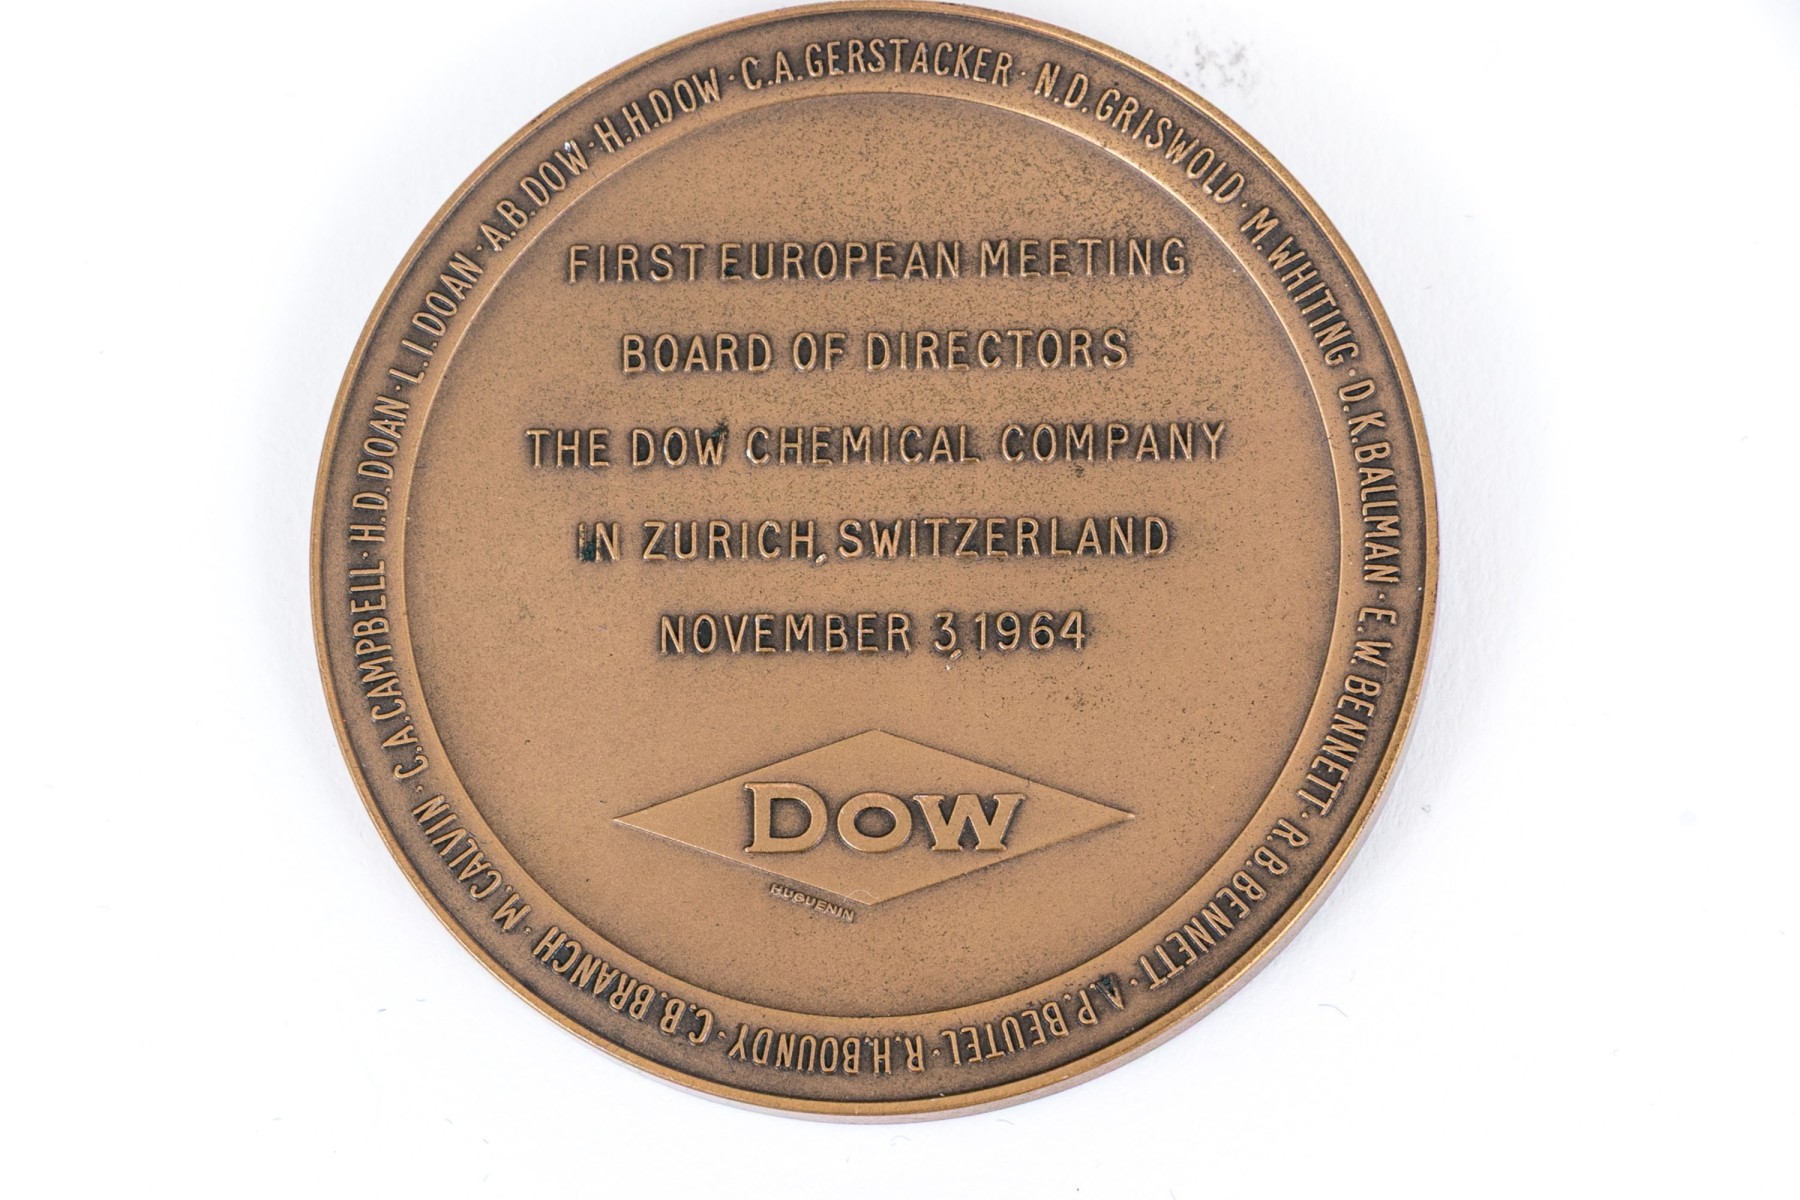 FIRST EUROPEAN MEETING
BOARD OF DIRECTORS
THE DOW CHEMICAL COMPANY
IN ZURICH, SWITZERLAND
NOVEMBER 3, 1964
DOW
HUGUENIN
D.K.BALLMAN · E.W.BENNETT · R.B.BENNETT · A.P.BEUTEL · R.H.BOUNDY · C.B.BRANCH · M.CALVIN · C.A.CAMPBELL · H.D.DOAN · L.I.DOAN · A.B.DOW · H.H.DOW · C.A.GERSTACKER · N.D.GRISWOLD · M.WHITING ·